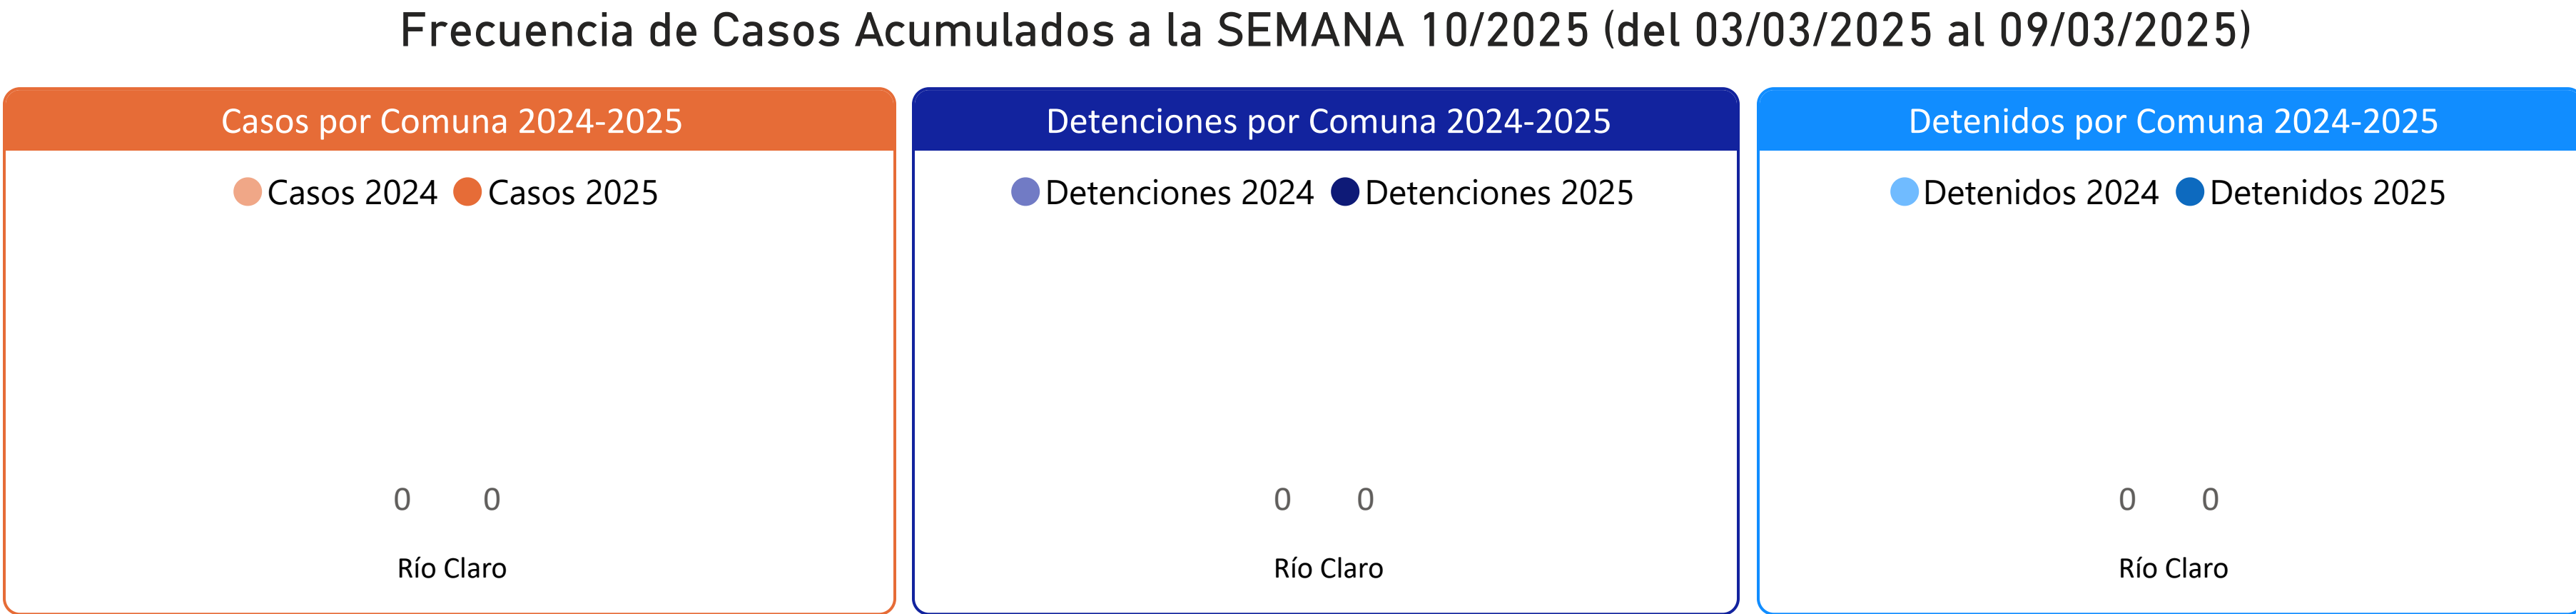 Frecuencia de Casos Acumulados a la SEMANA 10/2025 (del 03/03/2025 al 09/03/2025)
Casos por Comuna 2024-2025
Casos 2024 Casos 2025
0 0
Río Claro
Detenciones por Comuna 2024-2025
Detenciones 2024 Detenciones 2025
0 0
Río Claro
Detenidos por Comuna 2024-2025
Detenidos 2024 Detenidos 2025
0 0
Río Claro